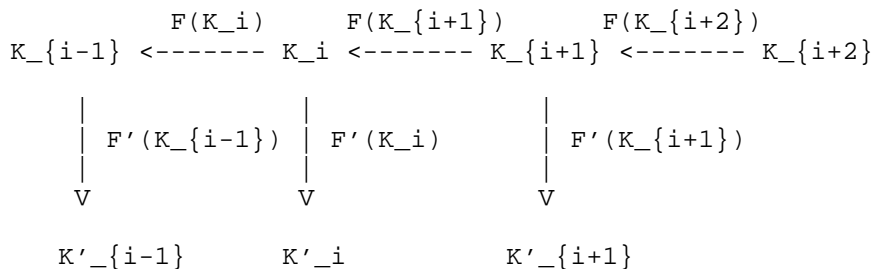 F(K_i) F(K_{i+1}) F(K_{i+2})
K_{i-1} <------- K_i <------- K_{i+1} <------- K_{i+2}
| | |
| F'(K_{i-1}) | F'(K_i) | F'(K_{i+1})
| | |
V V V
K'_{i-1} K'_i K'_{i+1}